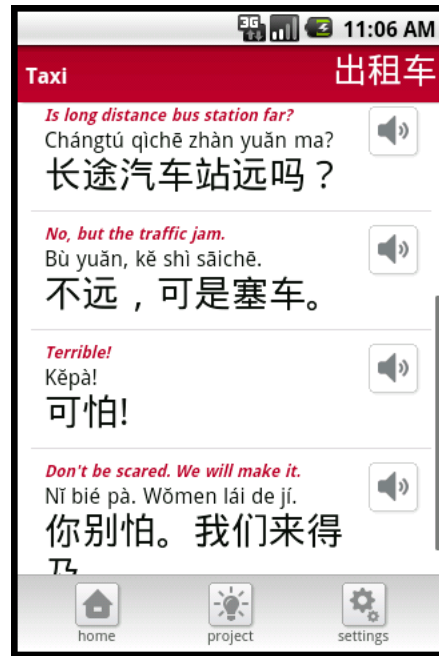 3G 11:06 AM
Taxi 出租车
Is long distance bus station far?
Chángtú qìchē zhàn yuǎn ma?
长途汽车站远吗？
No, but the traffic jam.
Bù yuǎn, kě shì sāichē.
不远，可是塞车。
Terrible!
Kěpà!
可怕!
Don't be scared. We will make it.
Nǐ bié pà. Wǒmen lái de jí.
你别怕。我们来得
及
home project settings